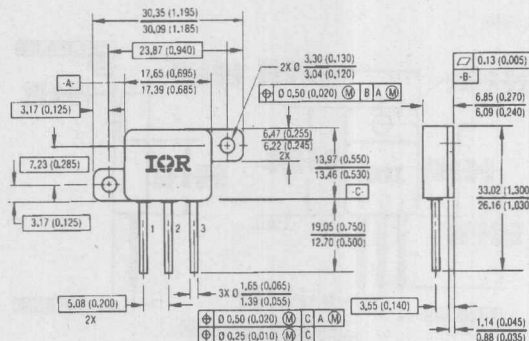 30,35 (1.195)
30.09 (1.185)
23,87 (0,940)
-A-
17,65 (0,695)
17,39 (0.685)
3,17 (0,125)
2X Ø 3,30 (0.130)
3.04 (0,120)
⌖ Ø 0,50 (0,020) Ⓜ B A Ⓜ
⏥ 0.13 (0,005)
-B-
6.85 (0,270)
6.09 (0,240)
6,47 (0,255)
6,22 (0,245)
2X
IOR
7,23 (0,285)
13,97 (0,550)
13,46 (0,530)
-C-
3.17 (0,125)
1
2
3
19,05 (0,750)
12,70 (0,500)
33,02 (1,300)
26,16 (1,030)
5,08 (0,200)
2X
3X Ø 1,65 (0,065)
1,39 (0,055)
⌖ Ø 0,50 (0,020) Ⓜ C A Ⓜ
⌖ Ø 0,25 (0,010) Ⓜ C
3,55 (0,140)
1,14 (0,045)
0,88 (0,035)